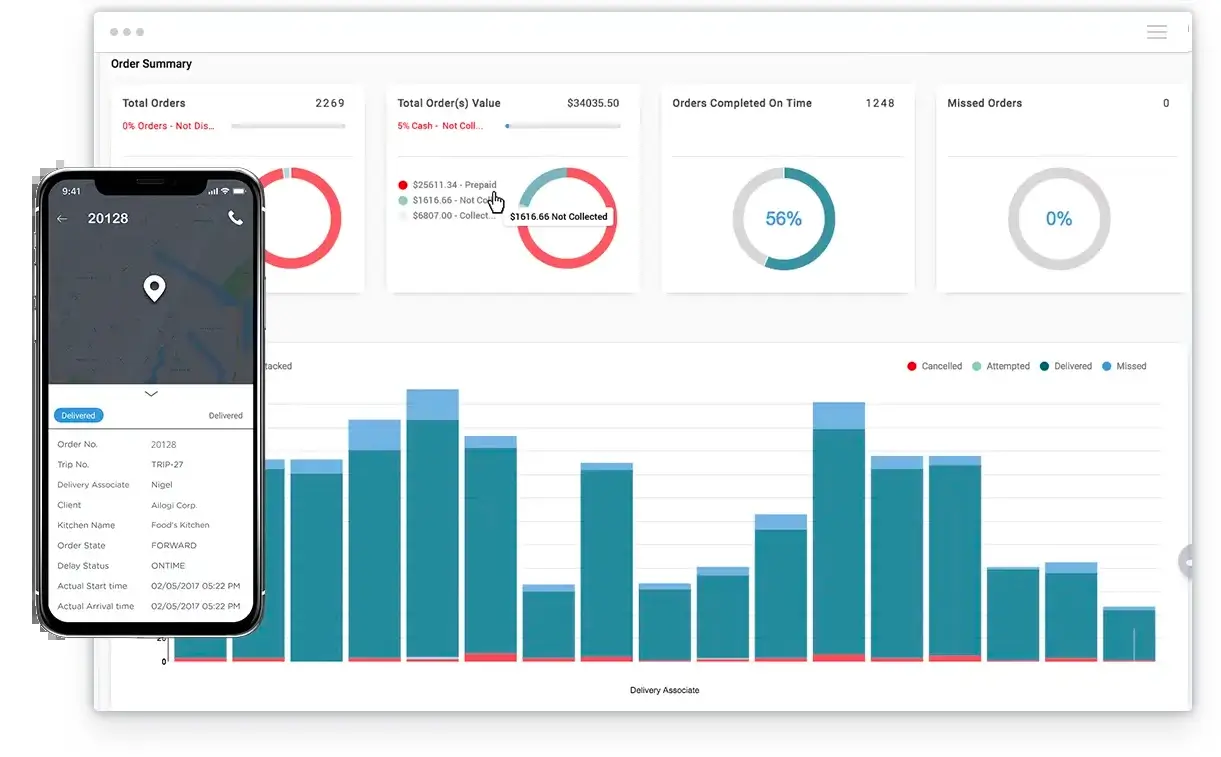 Order Summary
Total Orders 2269
0% Orders - Not Dis...
Total Order(s) Value $34035.50
5% Cash - Not Coll...
$25611.34 - Prepaid
$1616.66 - Not Co
$6807.00 - Collect...
$1616.66 Not Collected
Orders Completed On Time 1248
56%
Missed Orders 0
0%
9:41
20128
Delivered Delivered
Order No. 20128
Trip No. TRIP-27
Delivery Associate Nigel
Client Ailogi Corp.
Kitchen Name Food's Kitchen
Order State FORWARD
Delay Status ONTIME
Actual Start time 02/05/2017 05:22 PM
Actual Arrival time 02/05/2017 05:22 PM
tacked
Cancelled Attempted Delivered Missed
20
0
Delivery Associate